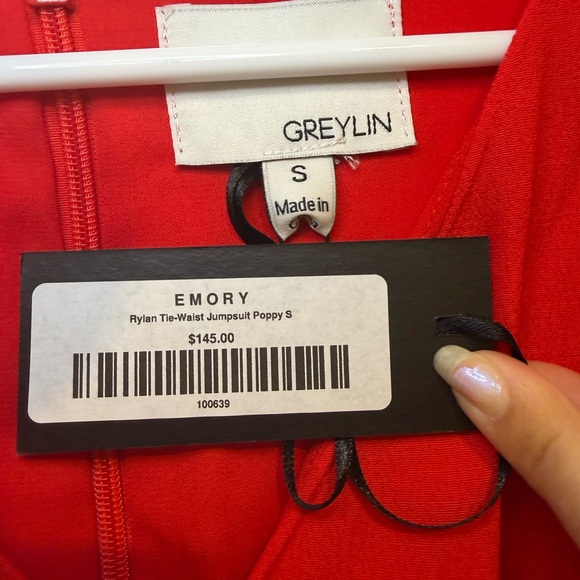 GREYLIN
S
Made in
EMORY
Rylan Tie-Waist Jumpsuit Poppy S
$145.00
100639